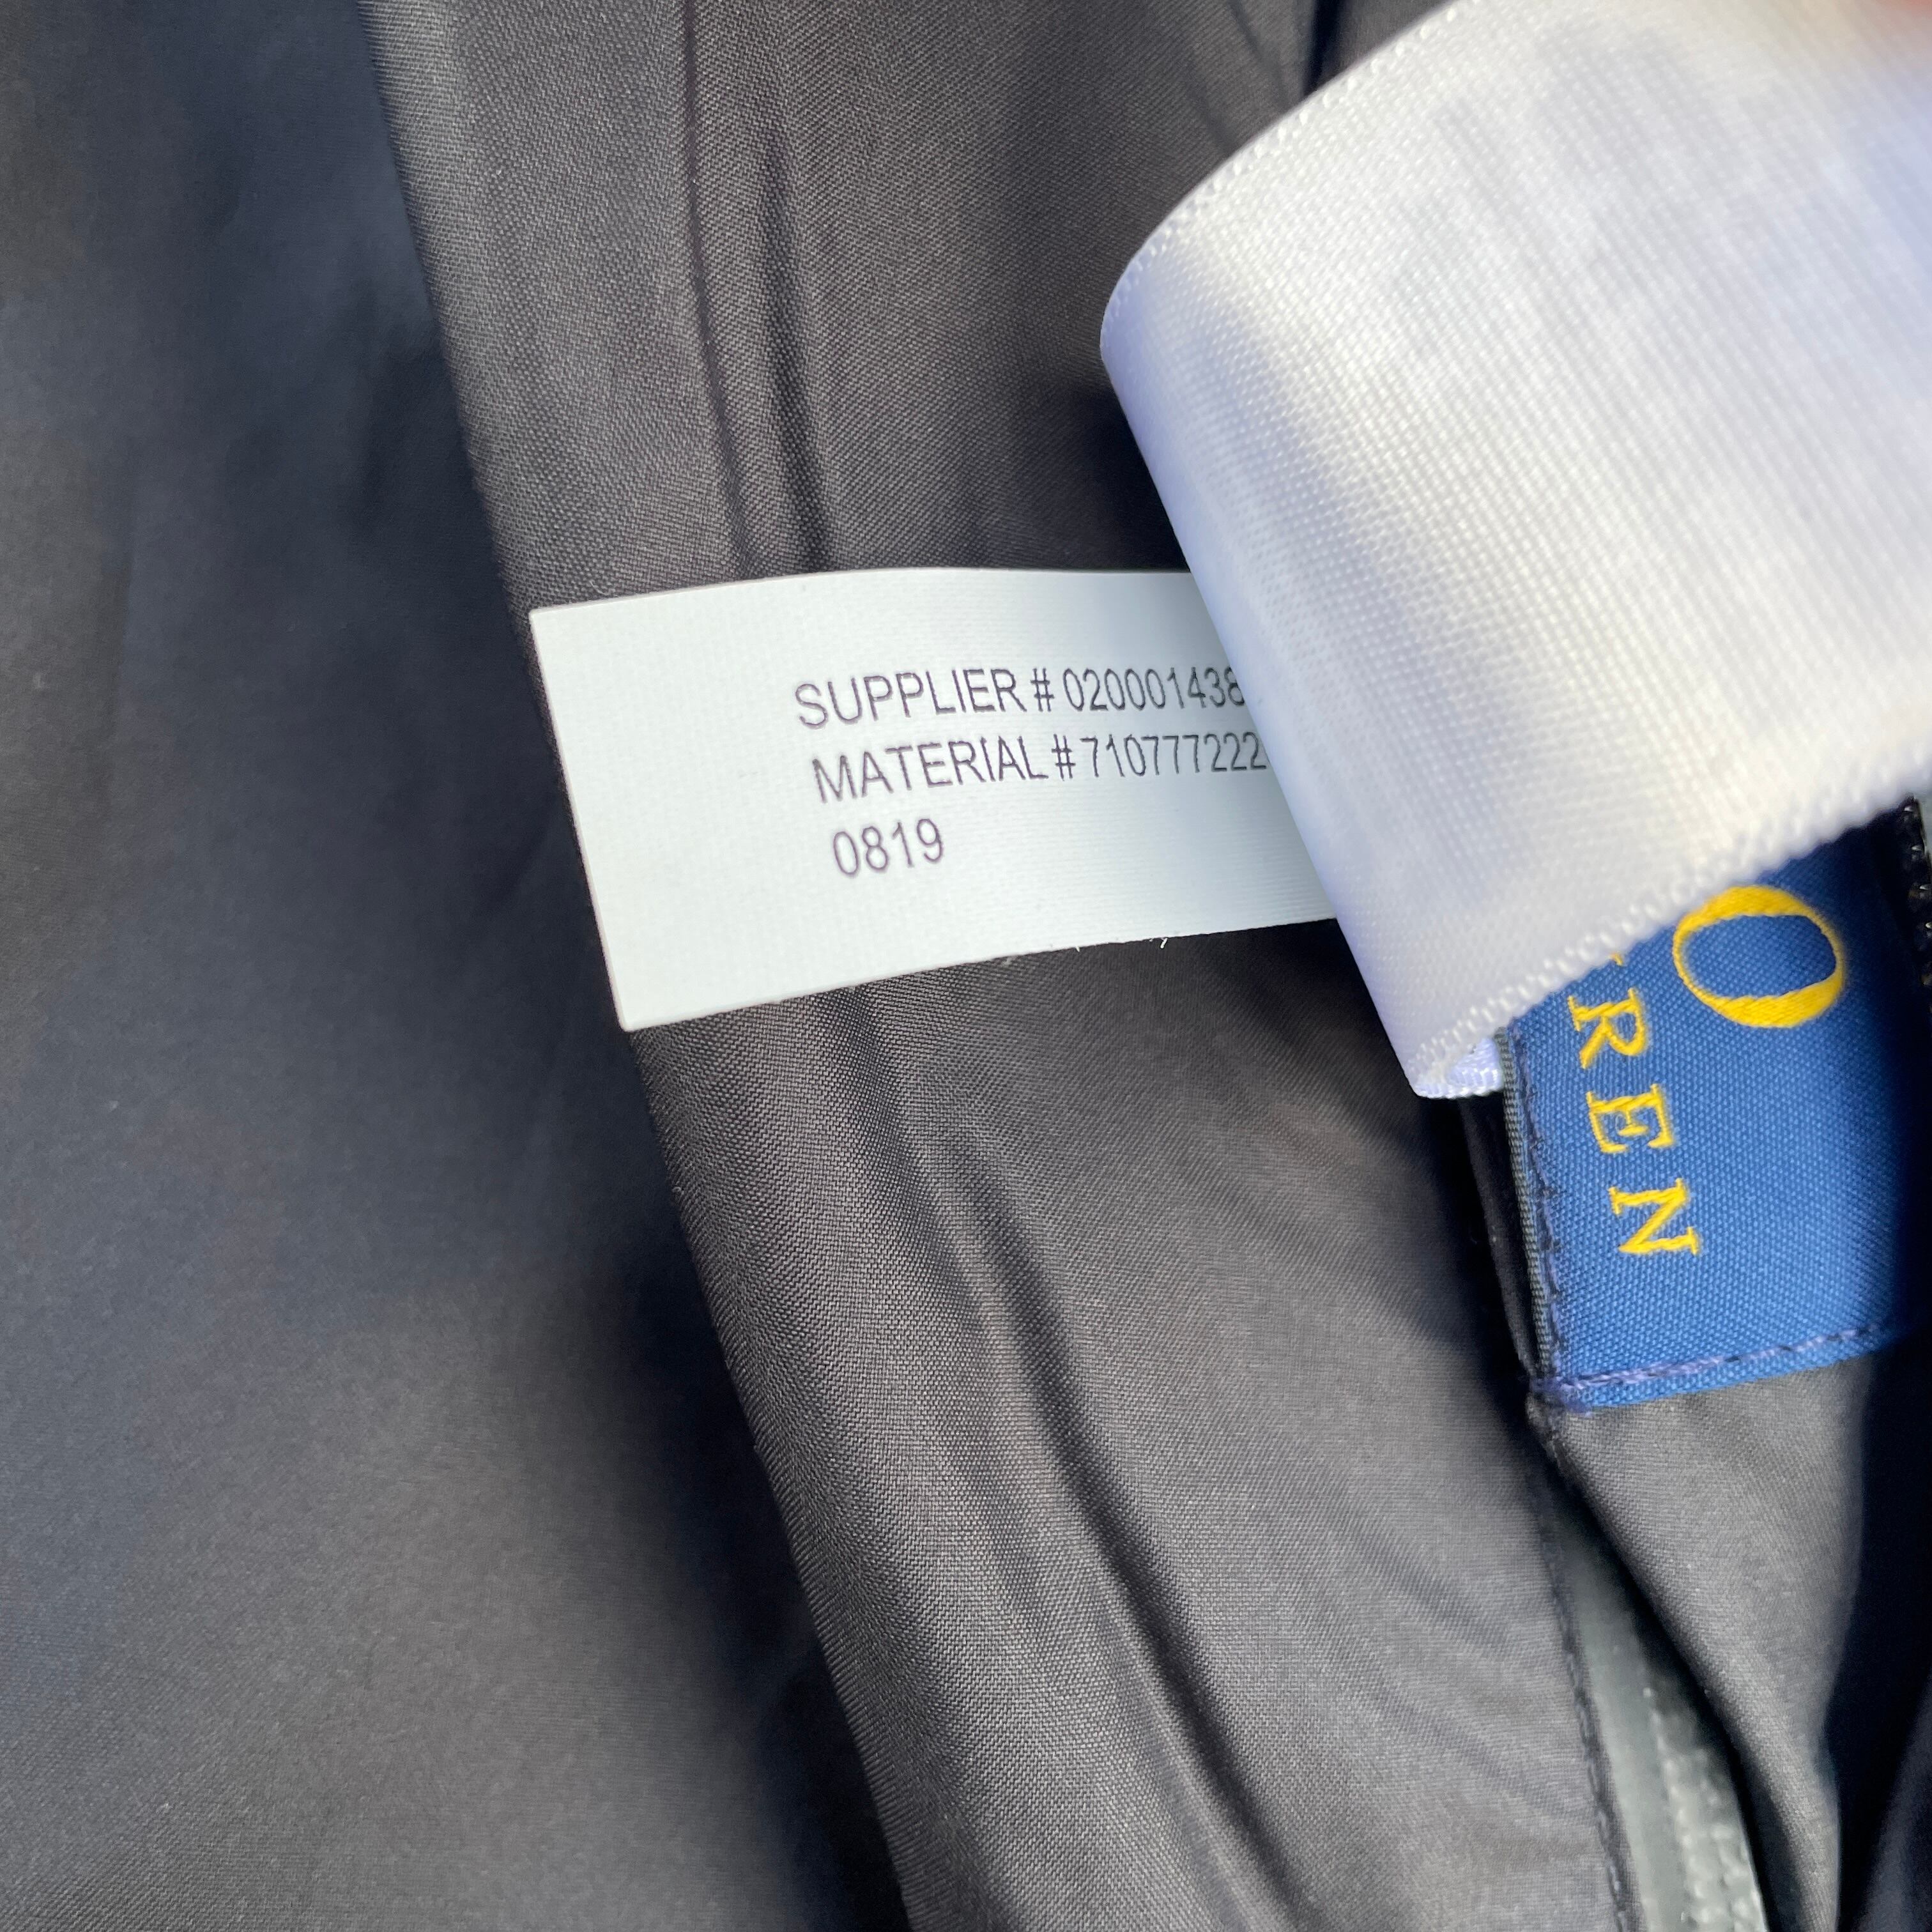 SUPPLIER # 020001438
MATERIAL # 710777222
0819
O
REN